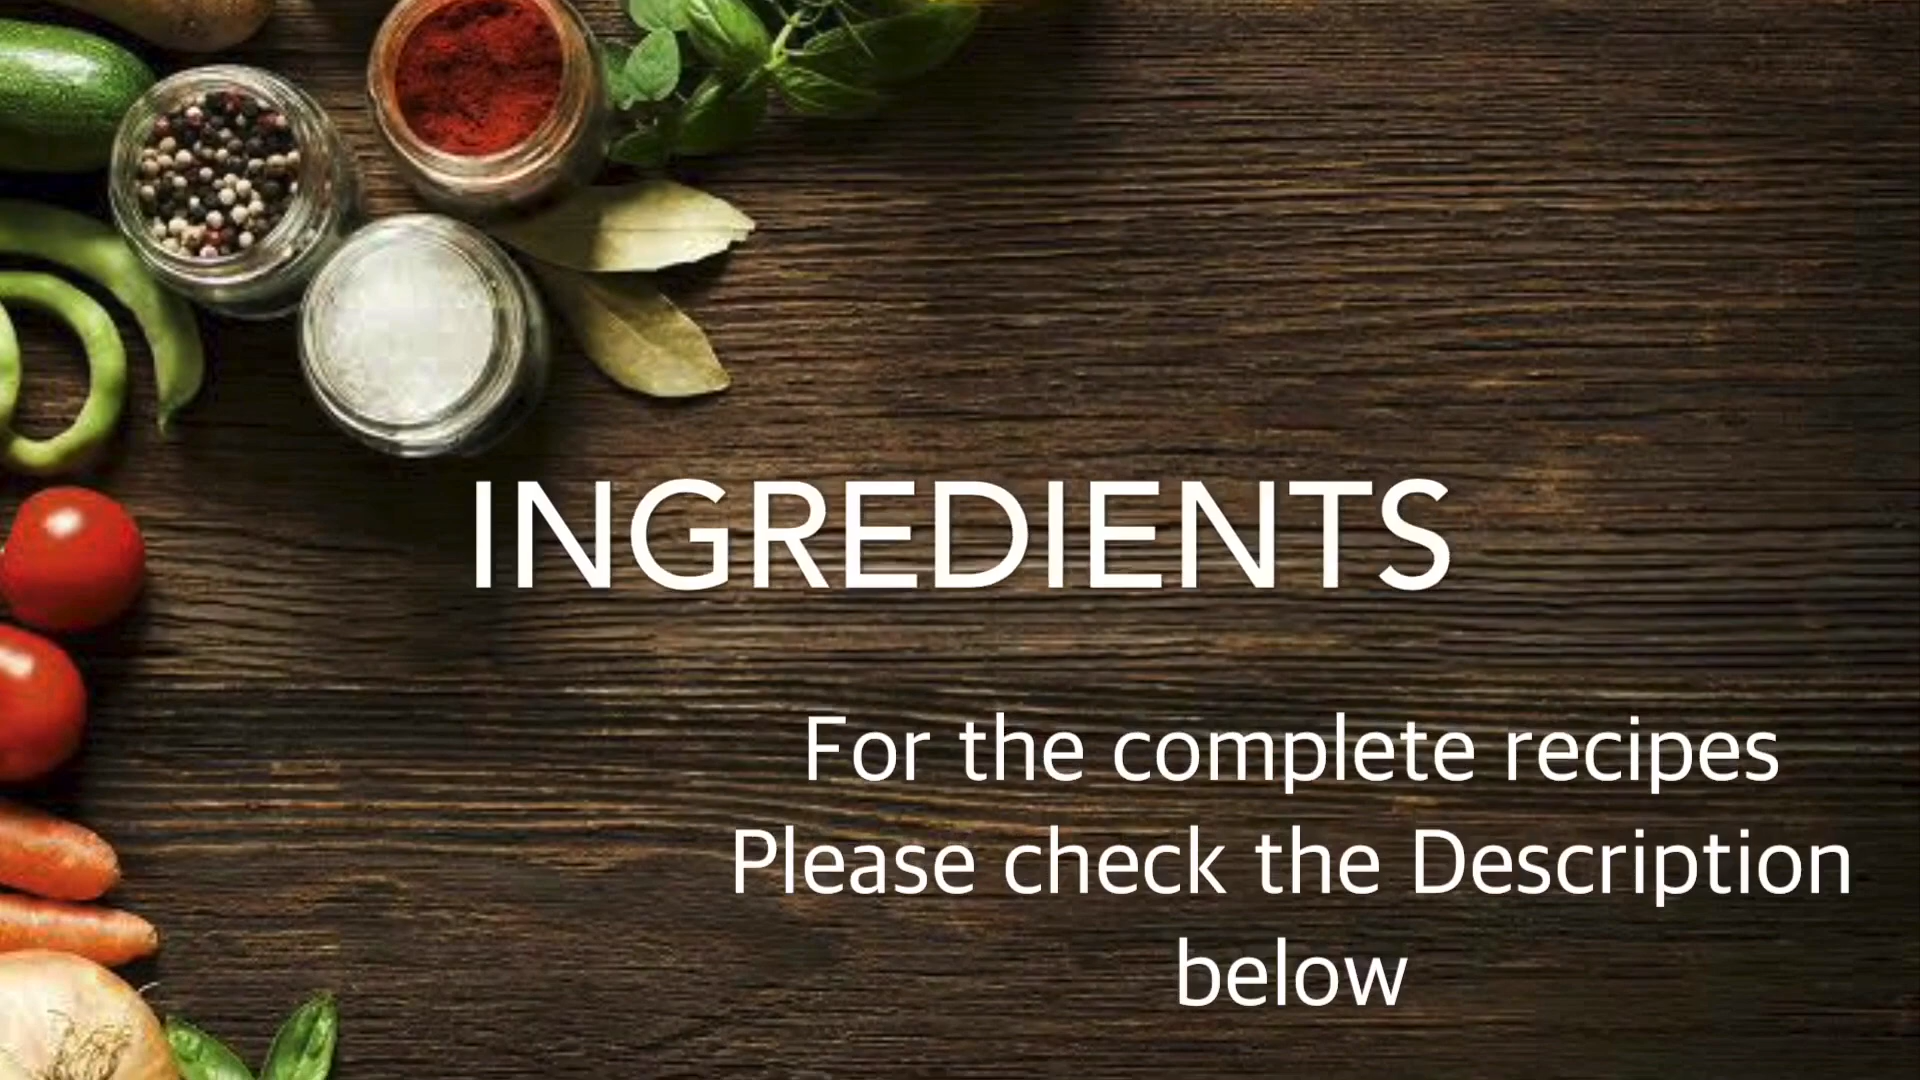 INGREDIENTS
For the complete recipes
Please check the Description
below